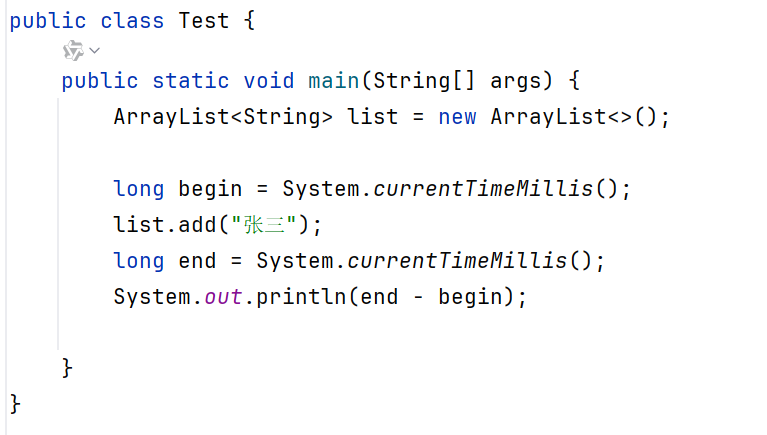 public class Test {
public static void main(String[] args) {
ArrayList<String> list = new ArrayList<>();
long begin = System.currentTimeMillis();
list.add("张三");
long end = System.currentTimeMillis();
System.out.println(end - begin);
}
}